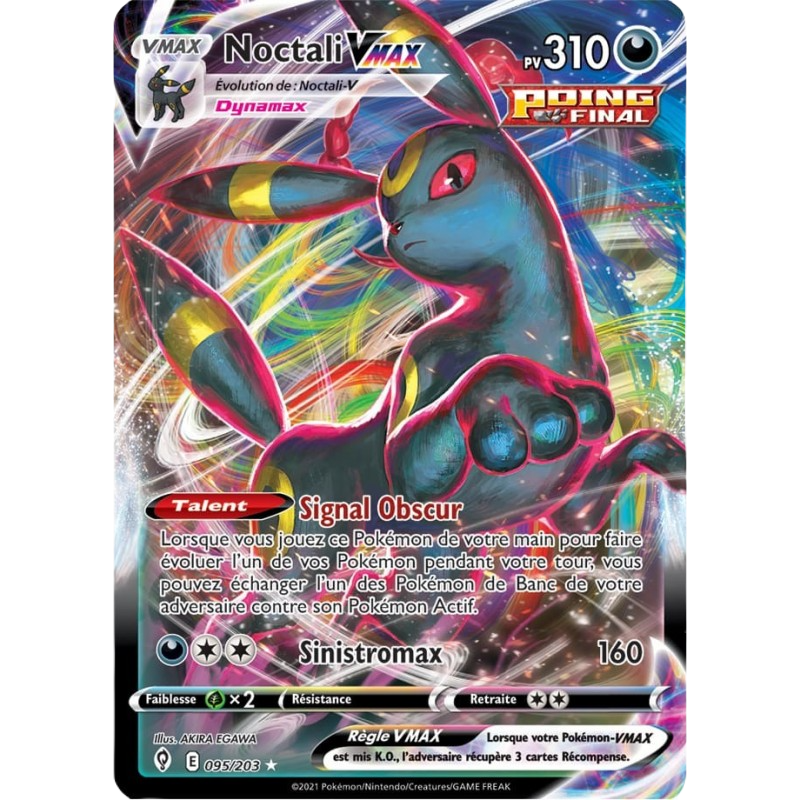 VMAX
Noctali VMAX
PV 310
Évolution de : Noctali-V
Dynamax
POING FINAL
Talent Signal Obscur
Lorsque vous jouez ce Pokémon de votre main pour faire
évoluer l'un de vos Pokémon pendant votre tour, vous
pouvez échanger l'un des Pokémon de Banc de votre
adversaire contre son Pokémon Actif.
Sinistromax 160
Faiblesse ×2 Résistance Retraite
Illus. AKIRA EGAWA
E 095/203 ★
Règle VMAX Lorsque votre Pokémon-VMAX
est mis K.O., l'adversaire récupère 3 cartes Récompense.
©2021 Pokémon/Nintendo/Creatures/GAME FREAK